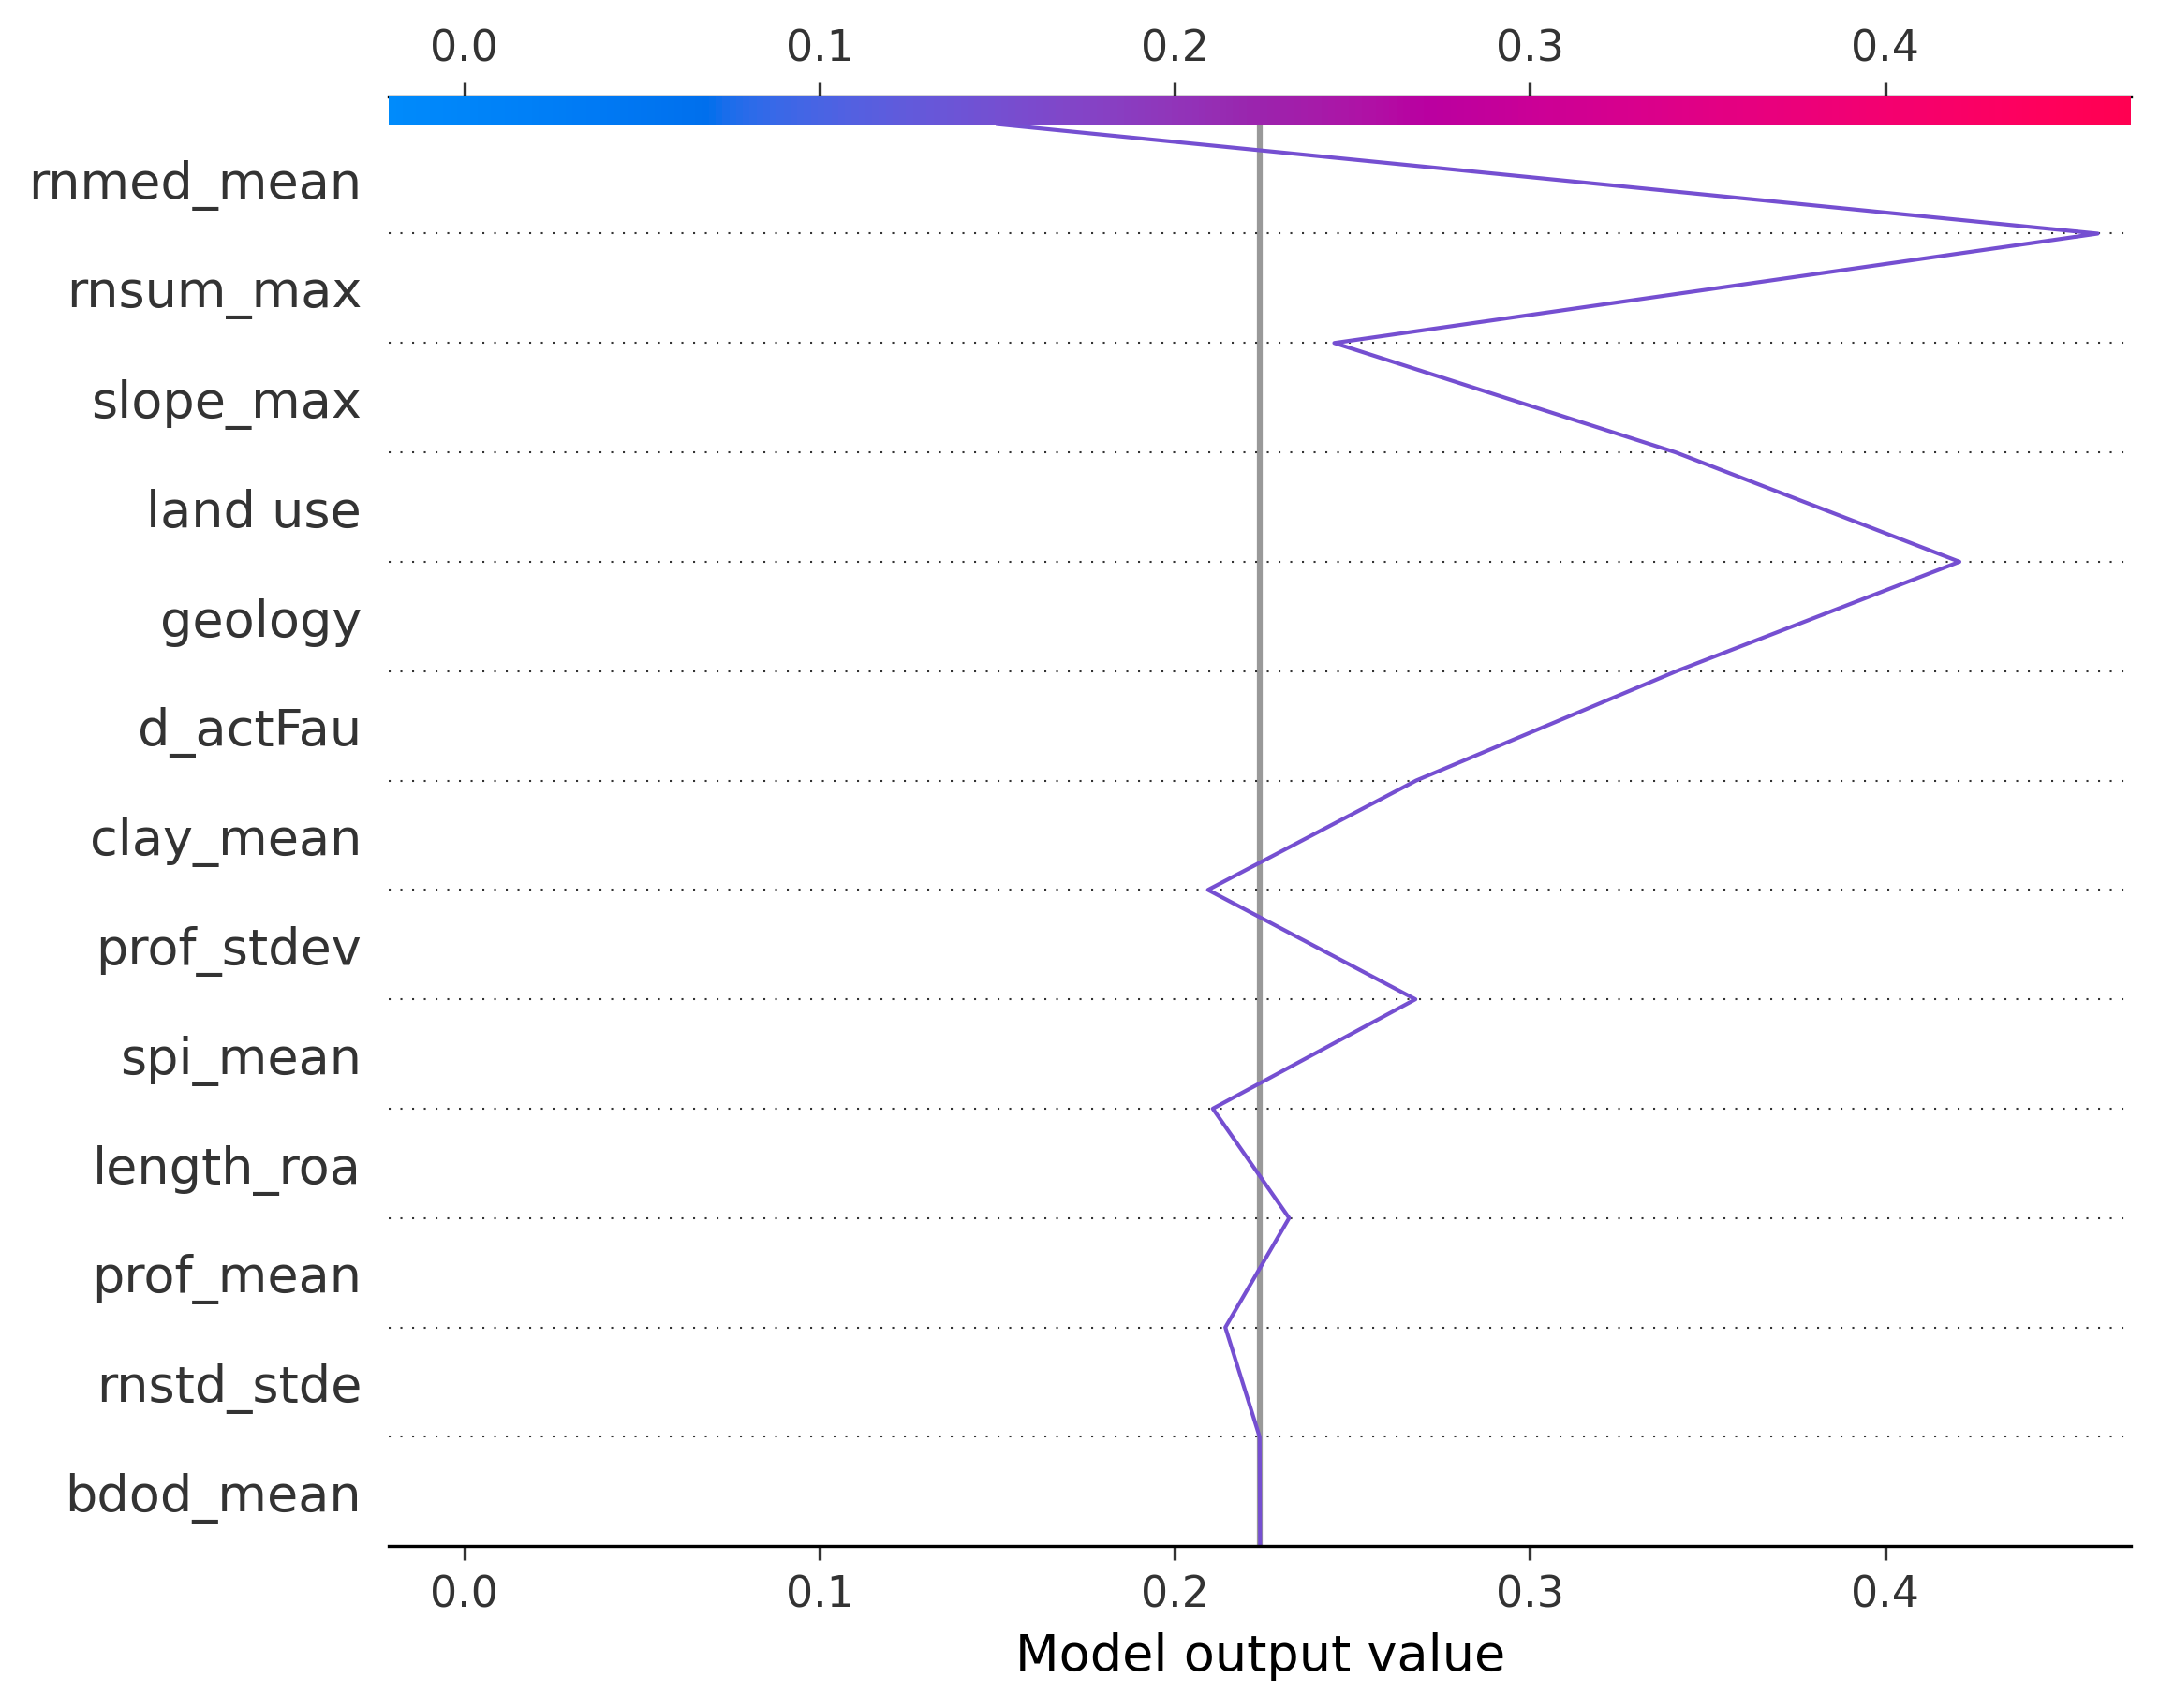 0.0 0.1 0.2 0.3 0.4
rnmed_mean
rnsum_max
slope_max
land use
geology
d_actFau
clay_mean
prof_stdev
spi_mean
length_roa
prof_mean
rnstd_stde
bdod_mean
0.0 0.1 0.2 0.3 0.4
Model output value